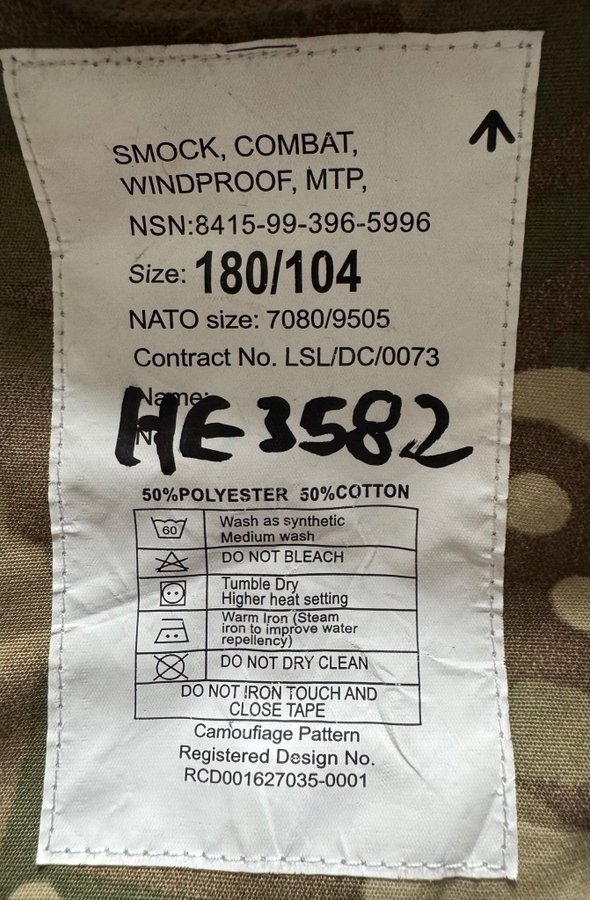 SMOCK, COMBAT,
WINDPROOF, MTP,
NSN:8415-99-396-5996
Size: 180/104
NATO size: 7080/9505
Contract No. LSL/DC/0073
Name:
HE3582
50%POLYESTER 50%COTTON
60
Wash as synthetic
Medium wash
DO NOT BLEACH
Tumble Dry
Higher heat setting
Warm Iron (Steam
iron to improve water
repellency)
DO NOT DRY CLEAN
DO NOT IRON TOUCH AND
CLOSE TAPE
Camouflage Pattern
Registered Design No.
RCD001627035-0001